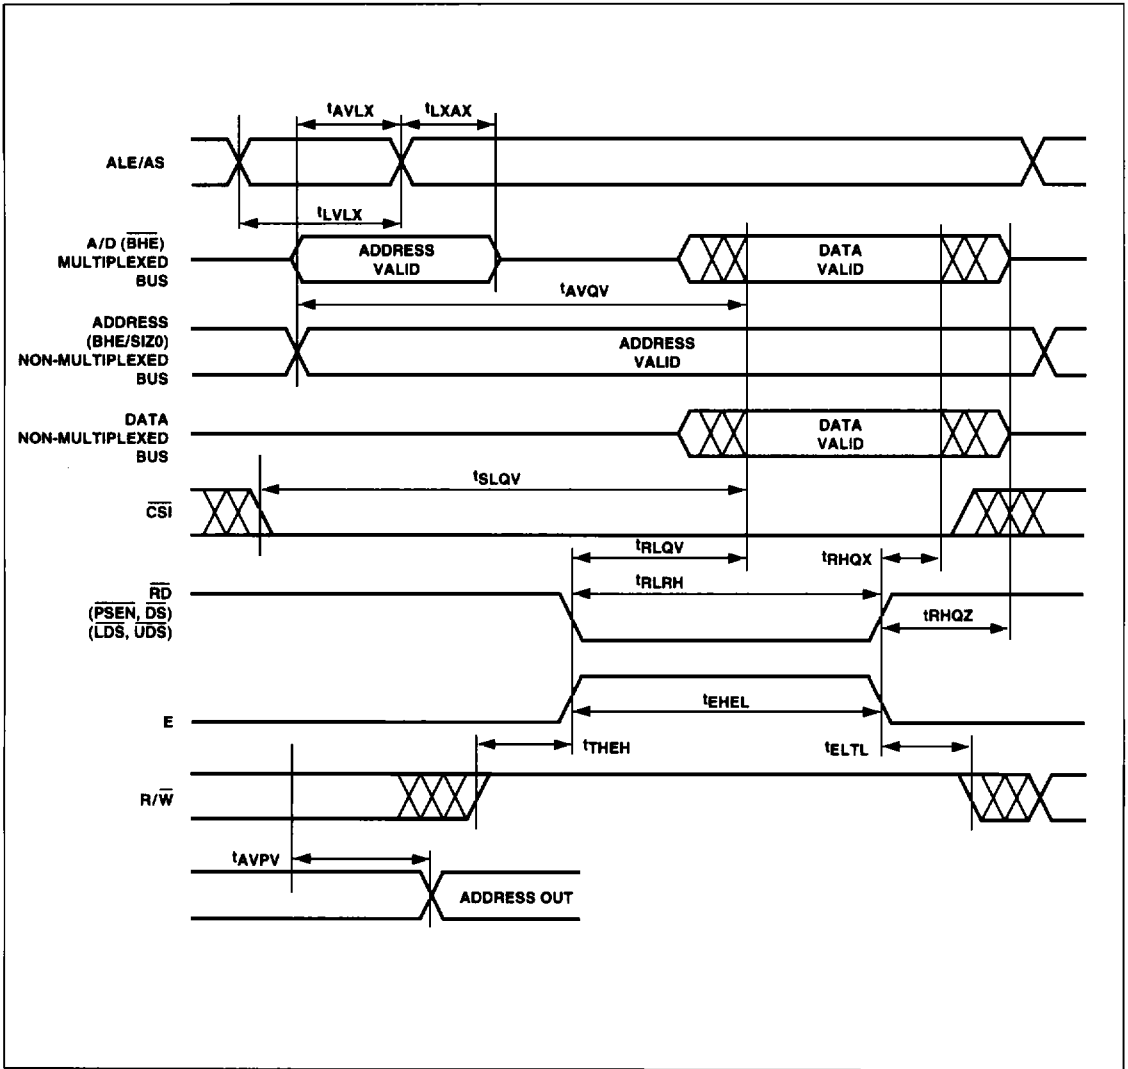 tAVLX tLXAX
ALE/AS
tLVLX
A/D (BHE)
MULTIPLEXED
BUS
ADDRESS
VALID
DATA
VALID
tAVQV
ADDRESS
(BHE/SIZ0)
NON-MULTIPLEXED
BUS
ADDRESS
VALID
DATA
NON-MULTIPLEXED
BUS
DATA
VALID
tSLQV
CSI
tRLQV
tRHQX
tRLRH
RD
(PSEN, DS)
(LDS, UDS)
tRHQZ
tEHEL
E
tTHEH
tELTL
R/W
tAVPV
ADDRESS OUT